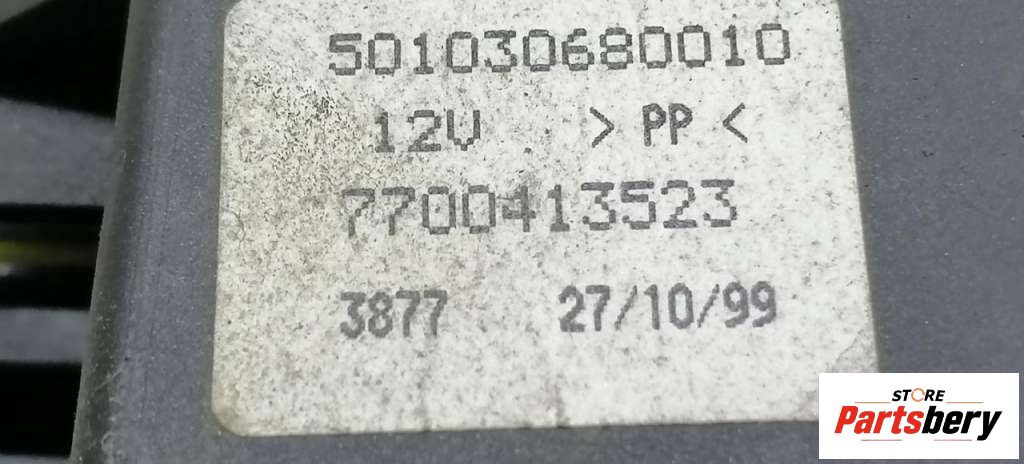 501030680010
12V > PP <
7700413523
3877 27/10/99
STORE
Partsbery